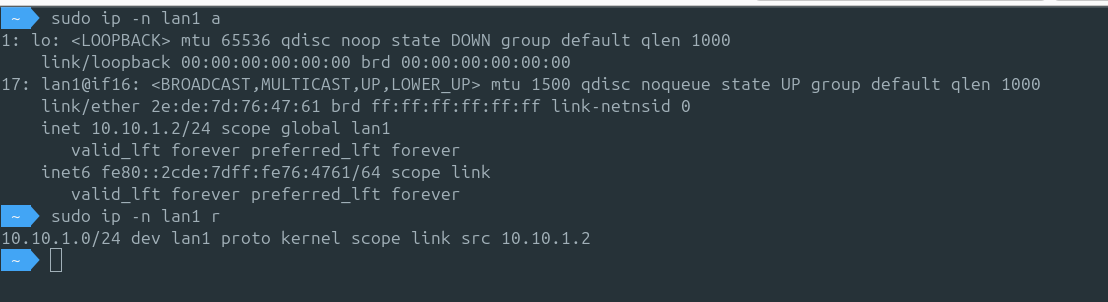 ~ sudo ip -n lan1 a
1: lo: <LOOPBACK> mtu 65536 qdisc noop state DOWN group default qlen 1000
    link/loopback 00:00:00:00:00:00 brd 00:00:00:00:00:00
17: lan1@if16: <BROADCAST,MULTICAST,UP,LOWER_UP> mtu 1500 qdisc noqueue state UP group default qlen 1000
    link/ether 2e:de:7d:76:47:61 brd ff:ff:ff:ff:ff:ff link-netnsid 0
    inet 10.10.1.2/24 scope global lan1
       valid_lft forever preferred_lft forever
    inet6 fe80::2cde:7dff:fe76:4761/64 scope link
       valid_lft forever preferred_lft forever
~ sudo ip -n lan1 r
10.10.1.0/24 dev lan1 proto kernel scope link src 10.10.1.2
~